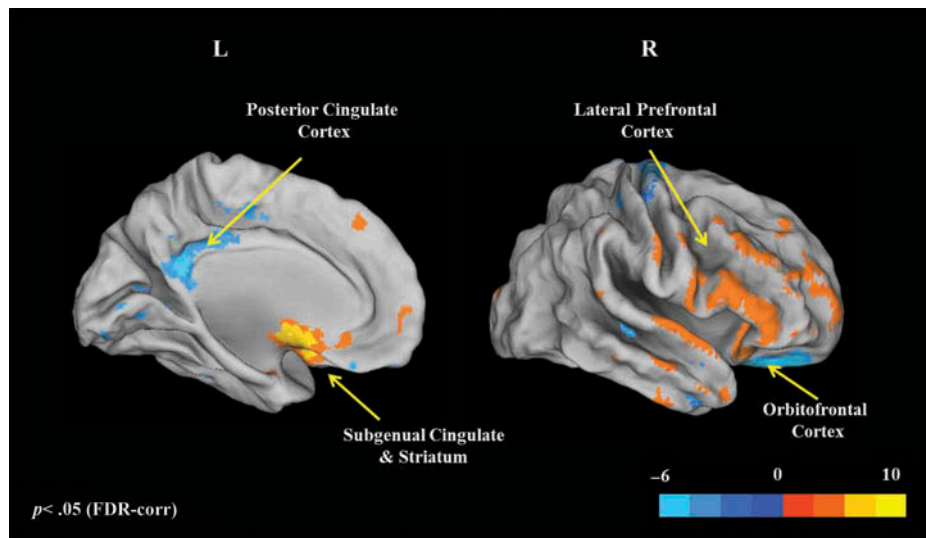 L
R
Posterior Cingulate
Cortex
Lateral Prefrontal
Cortex
Subgenual Cingulate
& Striatum
Orbitofrontal
Cortex
p< .05 (FDR-corr)
–6 0 10